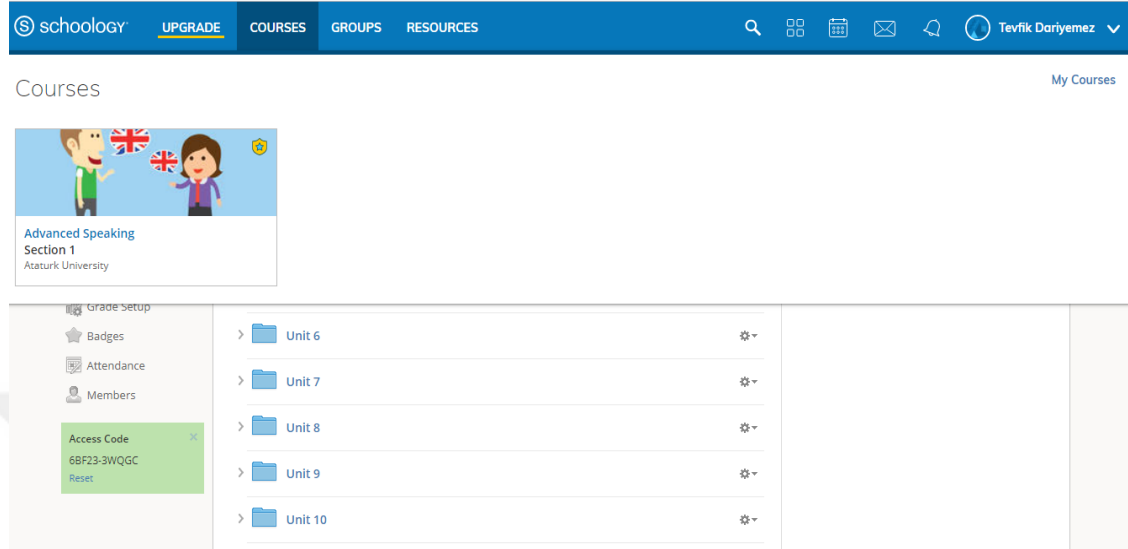 S schoology UPGRADE COURSES GROUPS RESOURCES Tevfik Dariyemez
Courses
My Courses
Advanced Speaking
Section 1
Ataturk University
Grade Setup
Badges
Attendance
Members
Access Code
6BF23-3WQGC
Reset
Unit 6
Unit 7
Unit 8
Unit 9
Unit 10